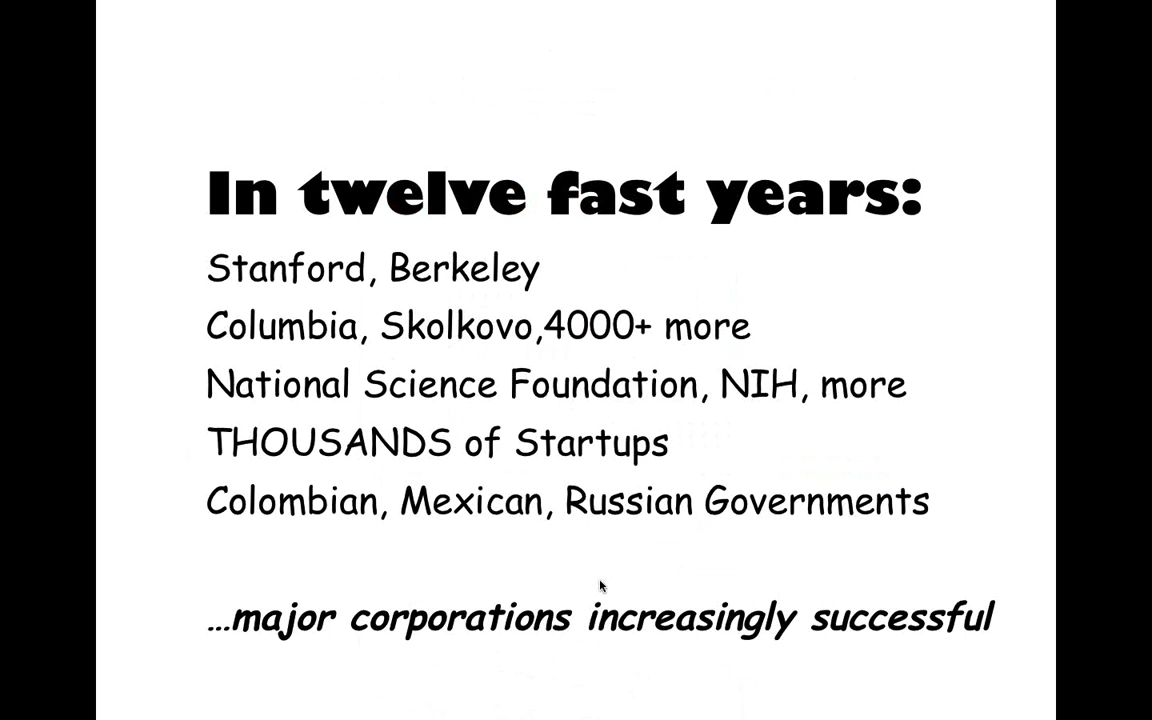 In twelve fast years:
Stanford, Berkeley
Columbia, Skolkovo,4000+ more
National Science Foundation, NIH, more
THOUSANDS of Startups
Colombian, Mexican, Russian Governments
...major corporations increasingly successful